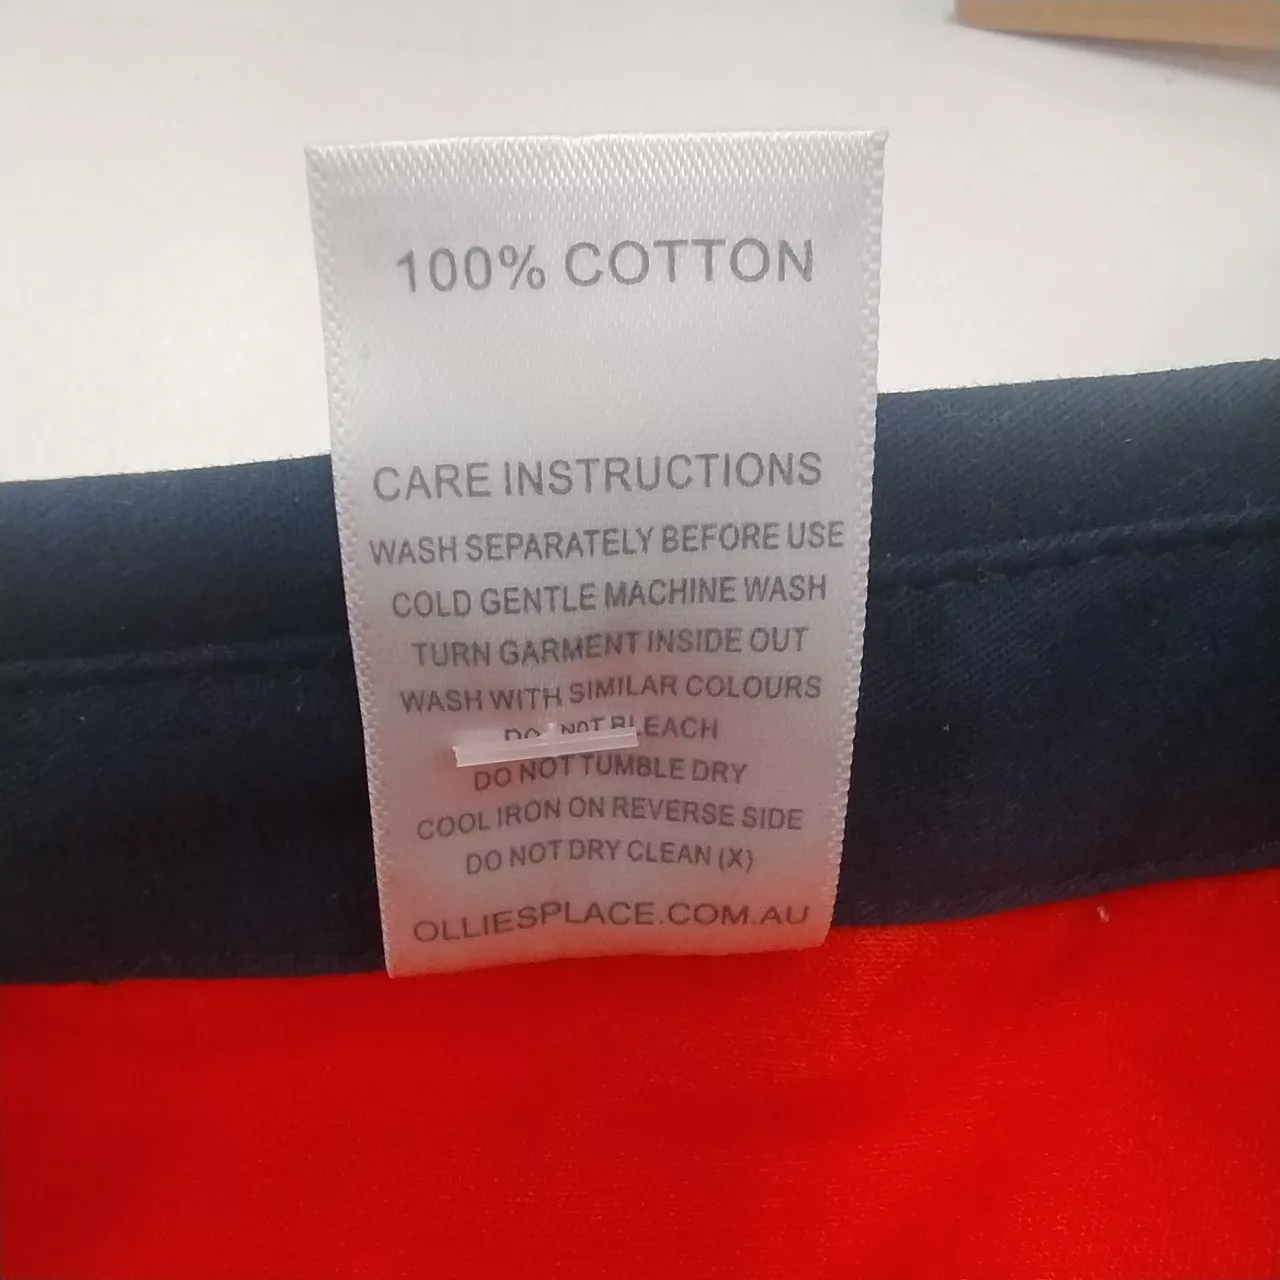 100% COTTON
CARE INSTRUCTIONS
WASH SEPARATELY BEFORE USE
COLD GENTLE MACHINE WASH
TURN GARMENT INSIDE OUT
WASH WITH SIMILAR COLOURS
DO NOT BLEACH
DO NOT TUMBLE DRY
COOL IRON ON REVERSE SIDE
DO NOT DRY CLEAN (X)
OLLIESPLACE.COM.AU